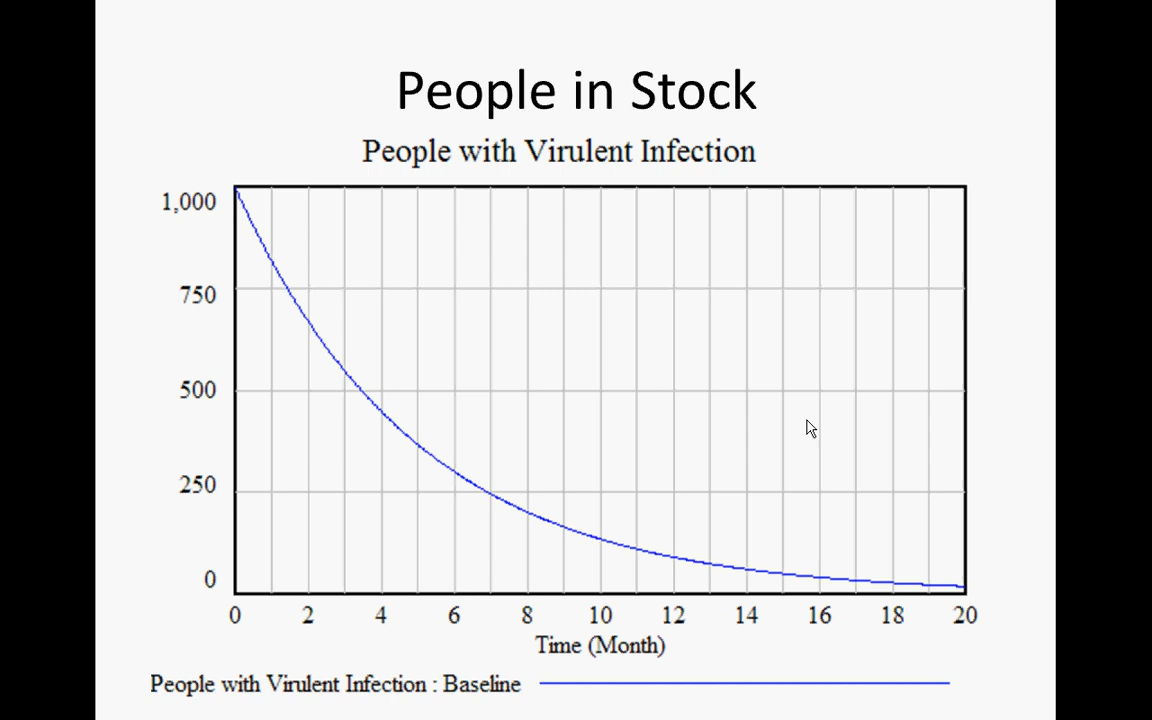 People in Stock
People with Virulent Infection
1,000
750
500
250
0
0 2 4 6 8 10 12 14 16 18 20
Time (Month)
People with Virulent Infection : Baseline